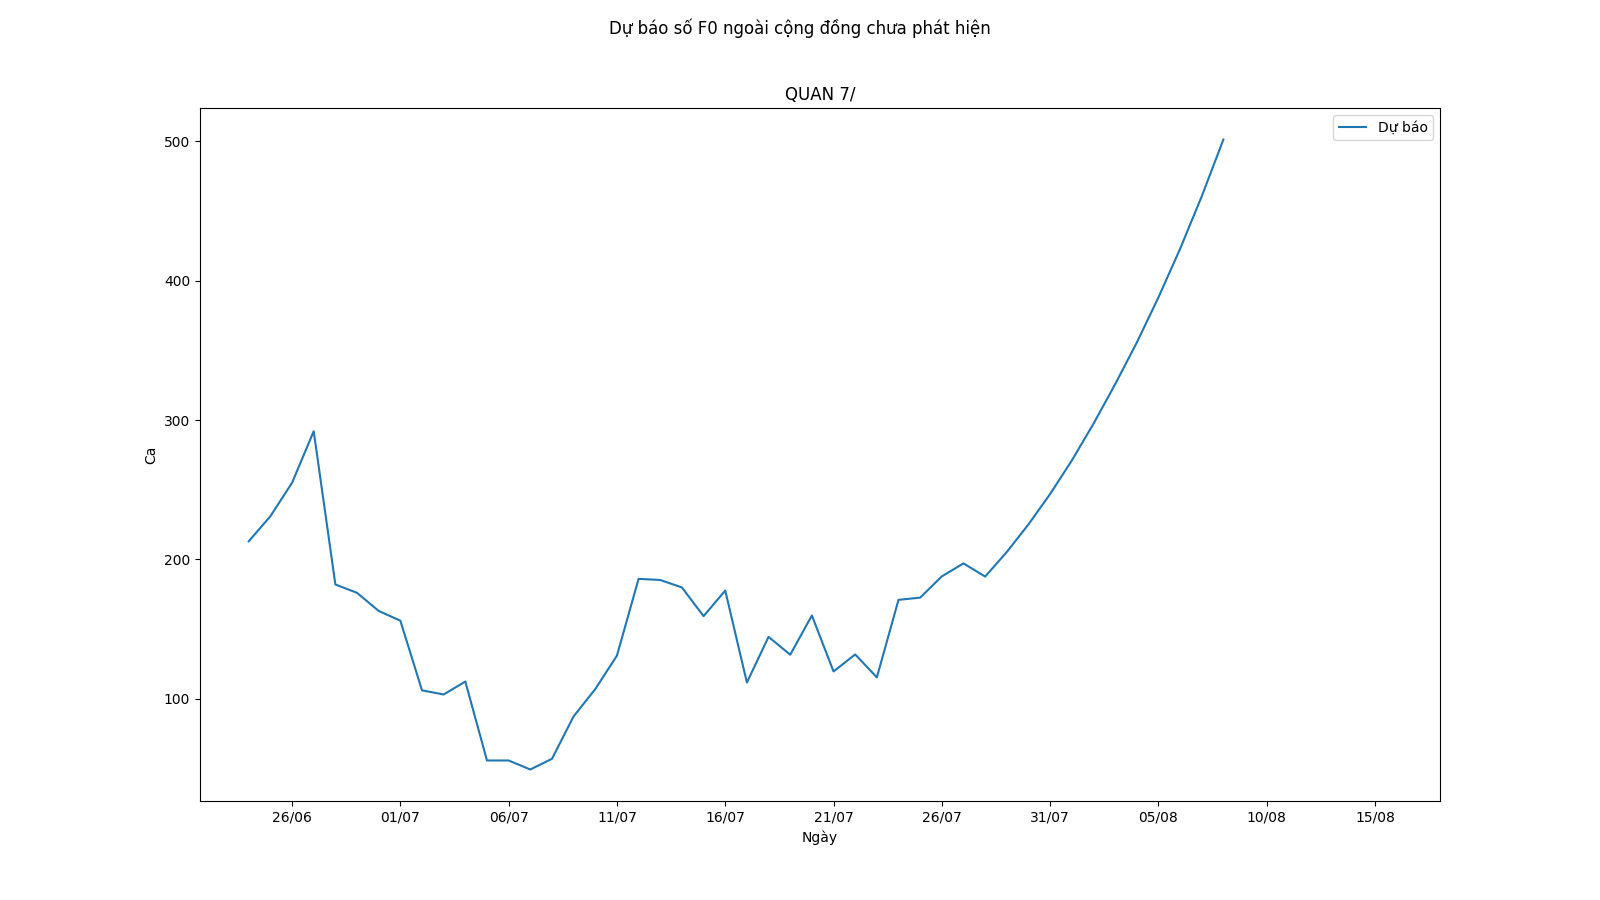 Dự báo số F0 ngoài cộng đồng chưa phát hiện
QUAN 7/
Dự báo
500
400
300
200
100
Ca
26/06 01/07 06/07 11/07 16/07 21/07 26/07 31/07 05/08 10/08 15/08
Ngày